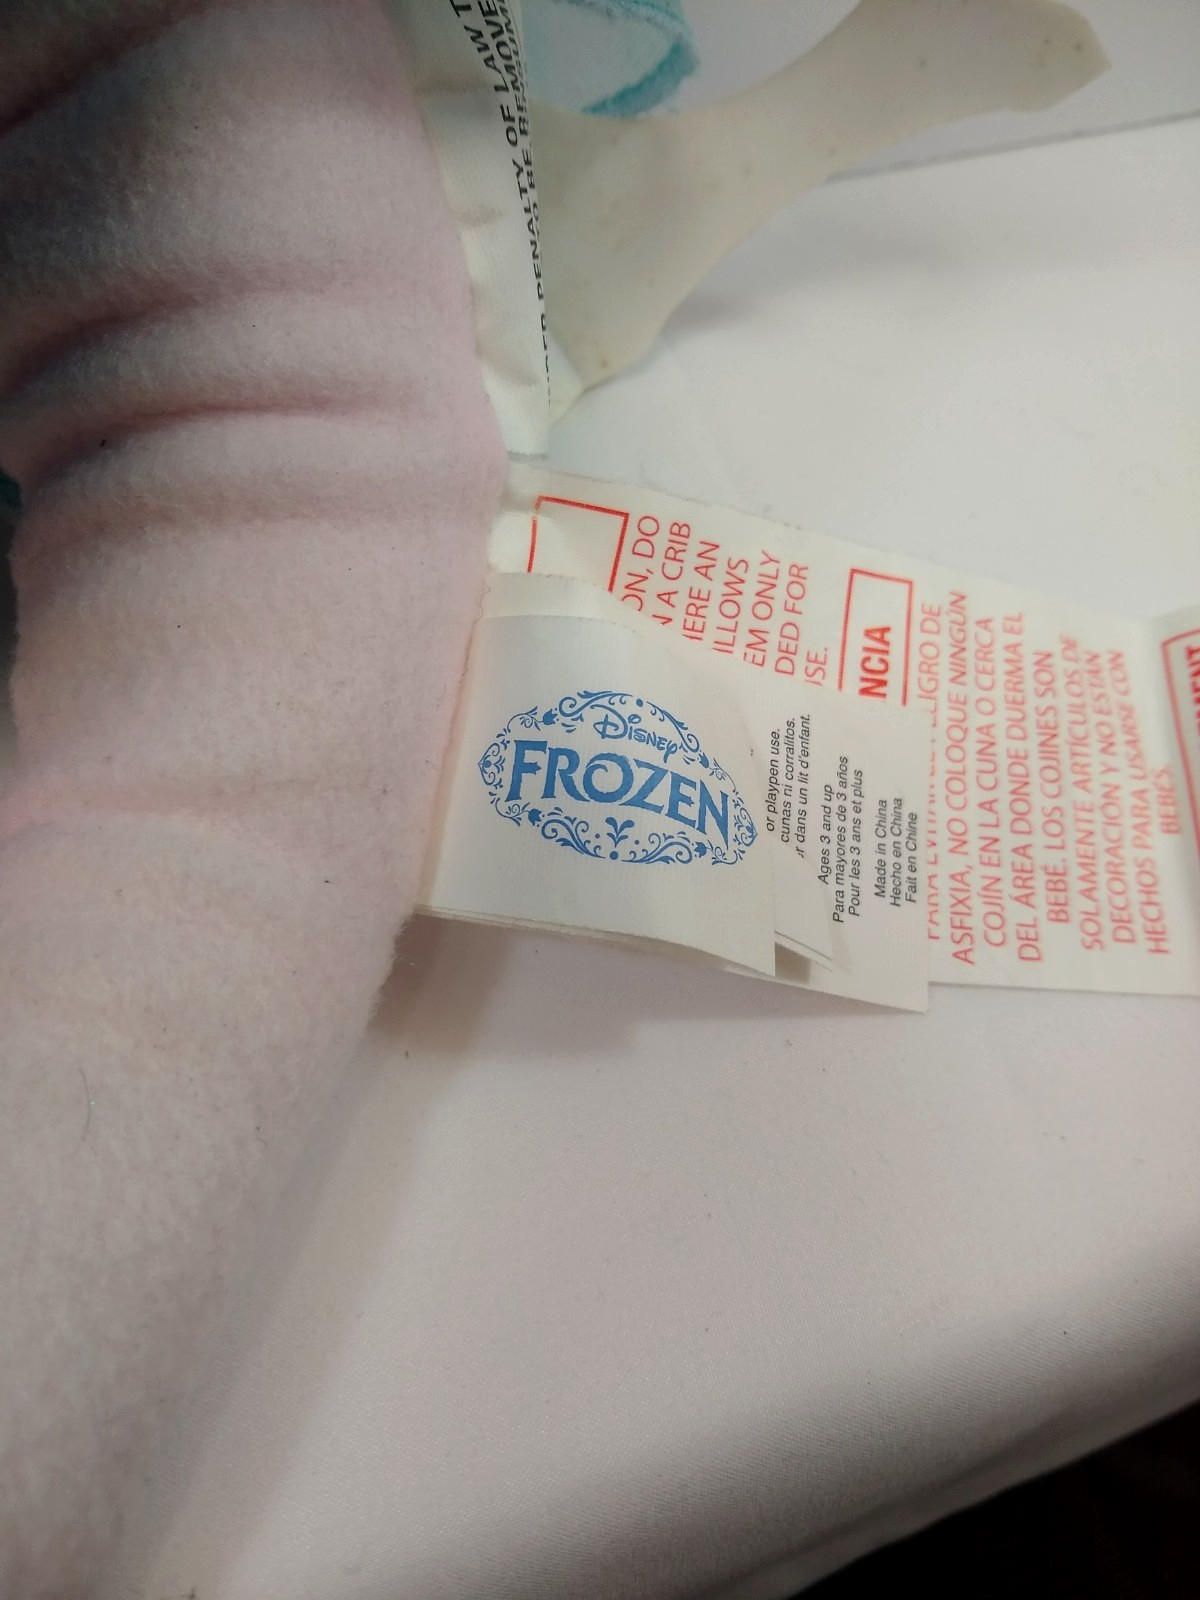 PENALTY OF LAW
TO BE REMOVE
DISNEY
FROZEN
or playpen use.
cunas ni corralitos.
dans un lit d'enfant.
Ages 3 and up
Para mayores de 3 años
Pour les 3 ans et plus
Made in China
Hecho en China
Fait en Chine
ON, DO
A CRIB
ERE AN
ILLOWS
EM ONLY
DED FOR
SE.
NCIA
PARA EVITAR LIGRO DE
ASFIXIA, NO COLOQUE NINGÚN
COJÍN EN LA CUNA O CERCA
DEL ÁREA DONDE DUERMA EL
BEBÉ. LOS COJINES SON
SOLAMENTE ARTÍCULOS DE
DECORACIÓN Y NO ESTÁN
HECHOS PARA USARSE CON
BEBÉS.